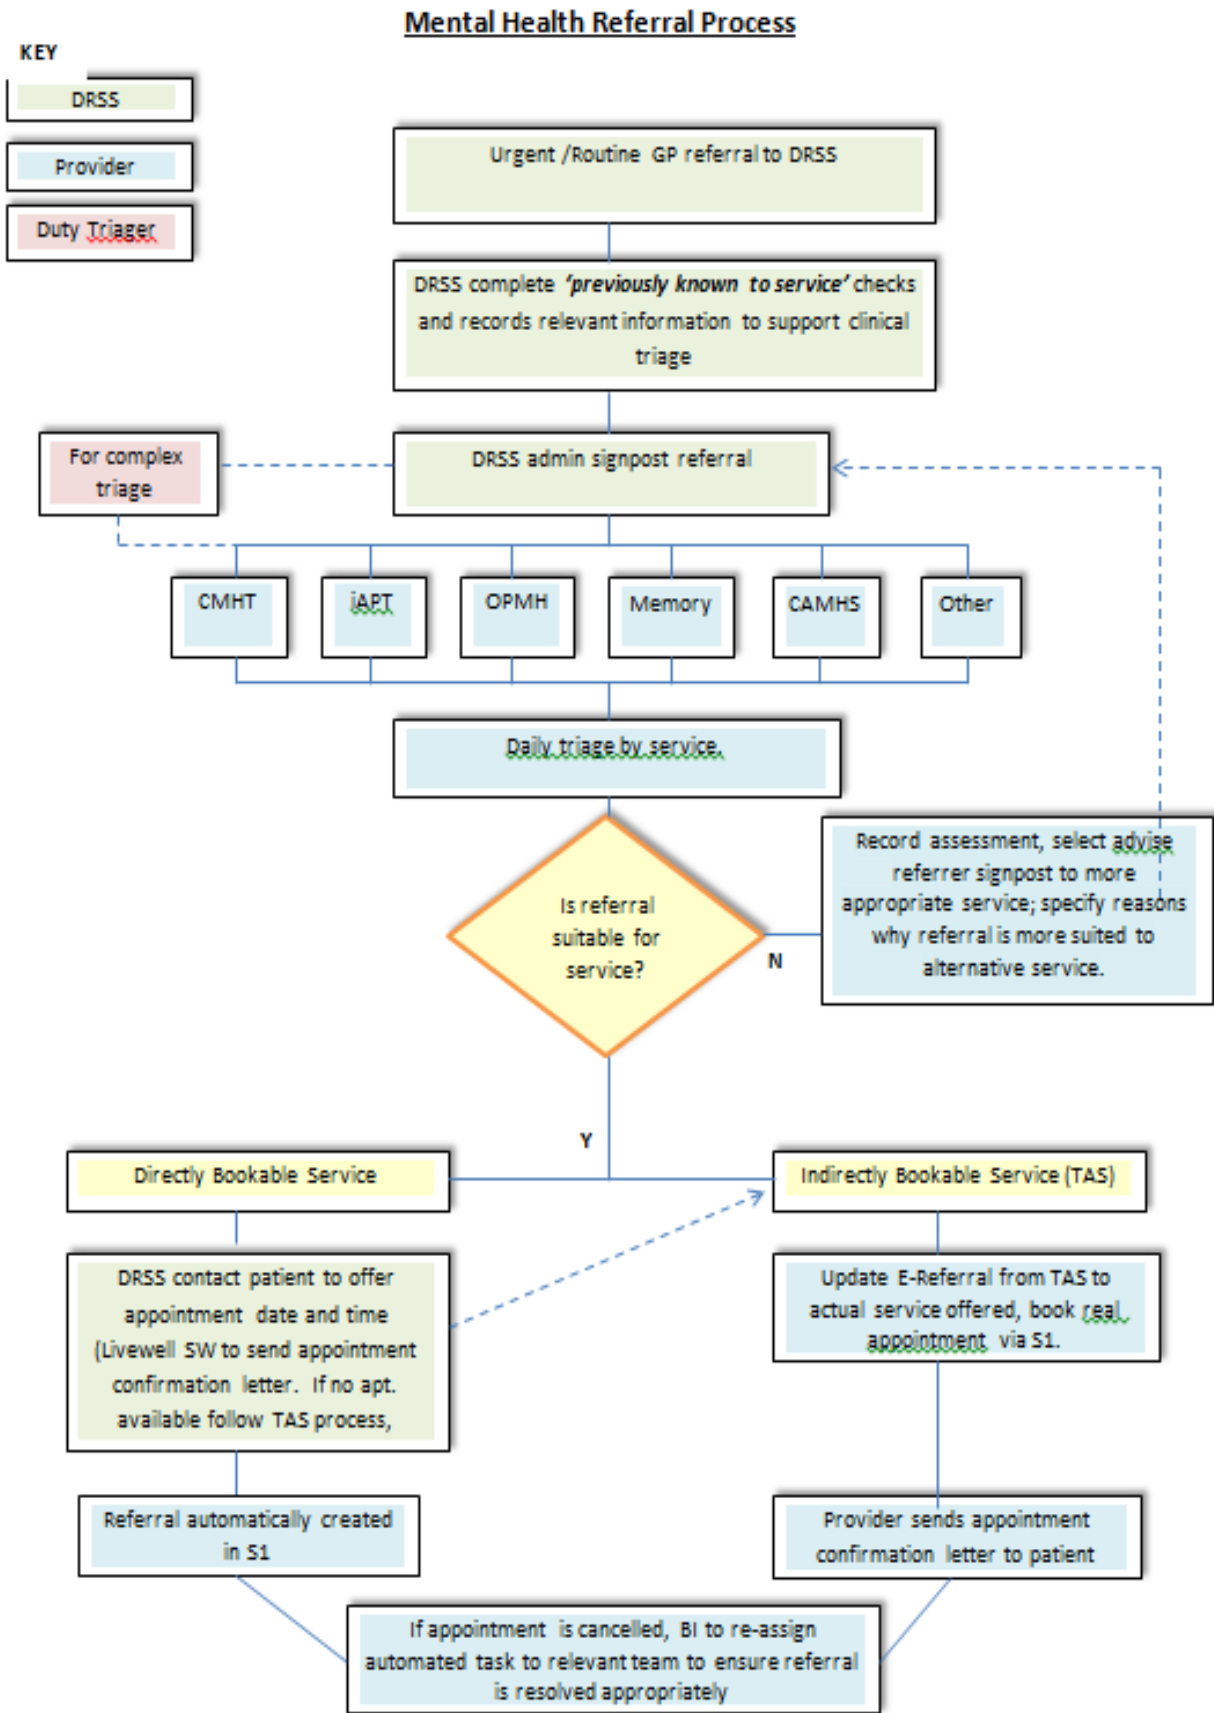 Mental Health Referral Process
KEY
DRSS
Provider
Duty Triager
Urgent /Routine GP referral to DRSS
DRSS complete 'previously known to service' checks
and records relevant information to support clinical
triage
For complex
triage
DRSS admin signpost referral
CMHT
iAPT
OPMH
Memory
CAMHS
Other
Daily triage by service.
Is referral
suitable for
service?
N
Record assessment, select advise
referrer signpost to more
appropriate service; specify reasons
why referral is more suited to
alternative service.
Y
Directly Bookable Service
Indirectly Bookable Service (TAS)
DRSS contact patient to offer
appointment date and time
(Livewell SW to send appointment
confirmation letter. If no apt.
available follow TAS process,
Update E-Referral from TAS to
actual service offered, book real
appointment via S1.
Referral automatically created
in S1
Provider sends appointment
confirmation letter to patient
If appointment is cancelled, BI to re-assign
automated task to relevant team to ensure referral
is resolved appropriately